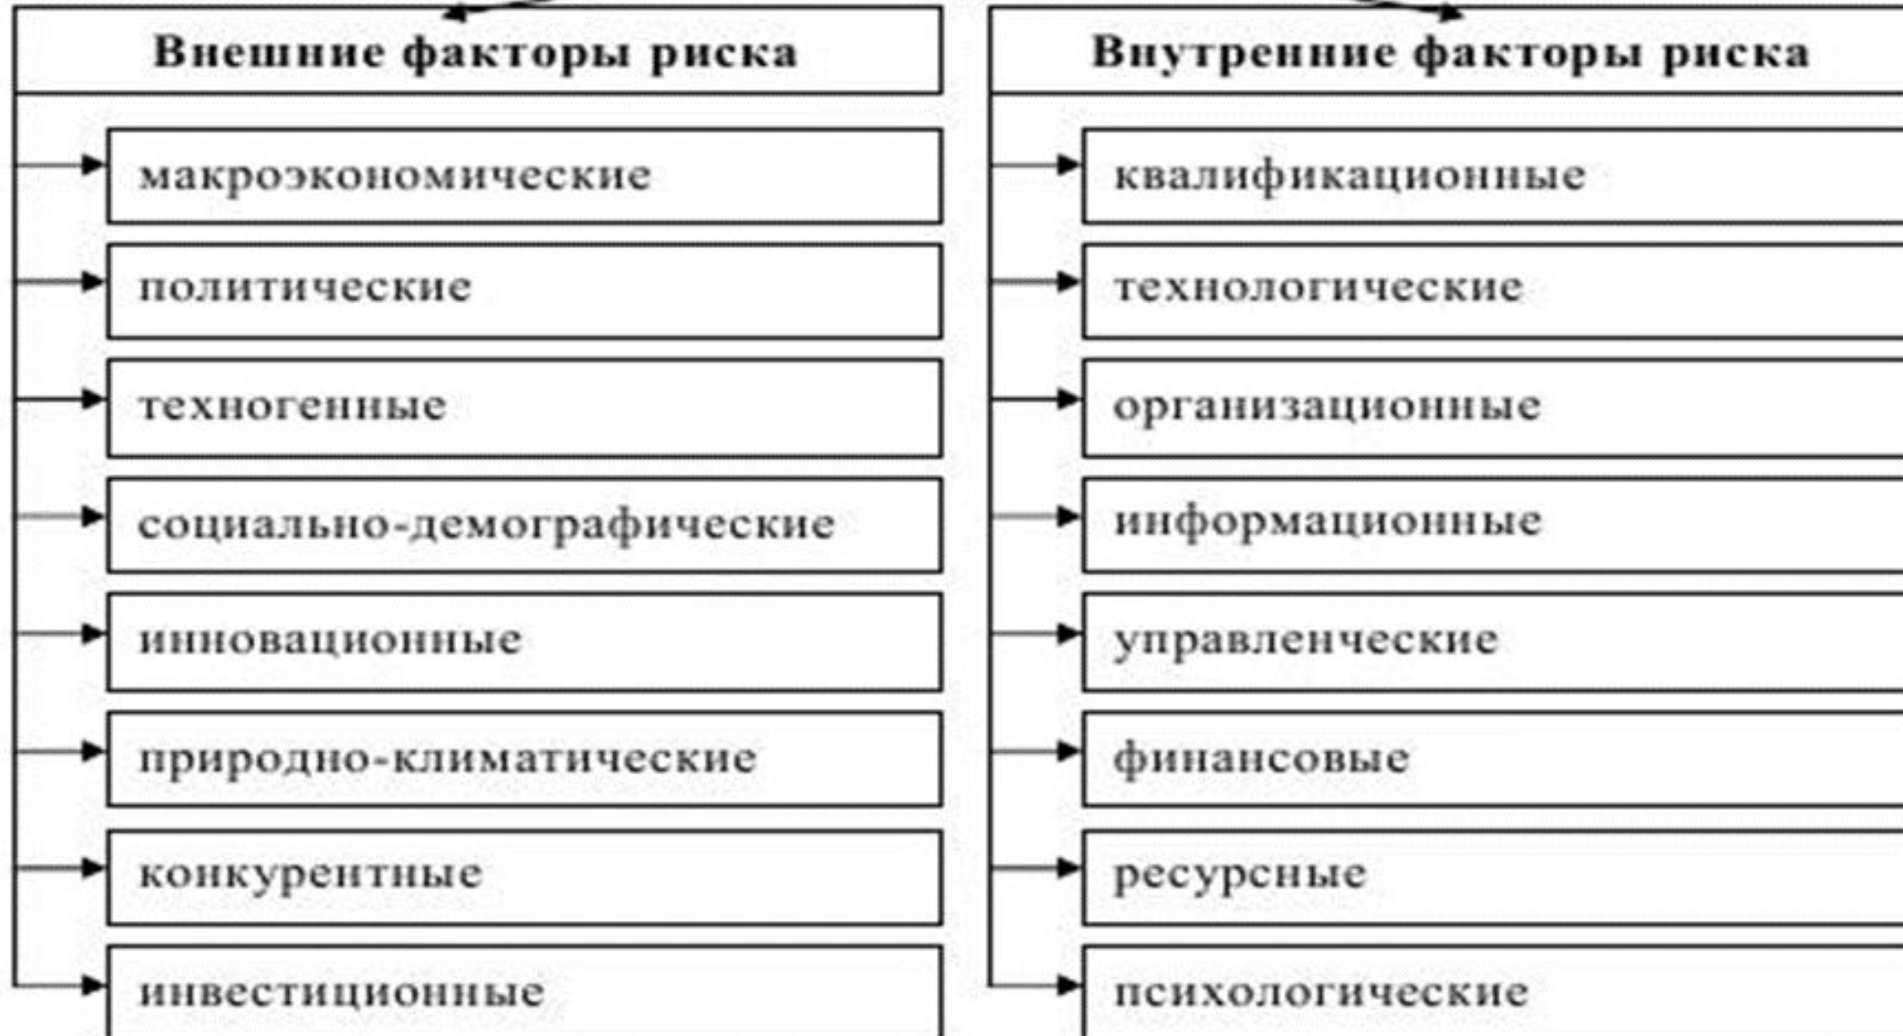 Внешние факторы риска
макроэкономические
политические
техногенные
социально-демографические
инновационные
природно-климатические
конкурентные
инвестиционные
Внутренние факторы риска
квалификационные
технологические
организационные
информационные
управленческие
финансовые
ресурсные
психологические